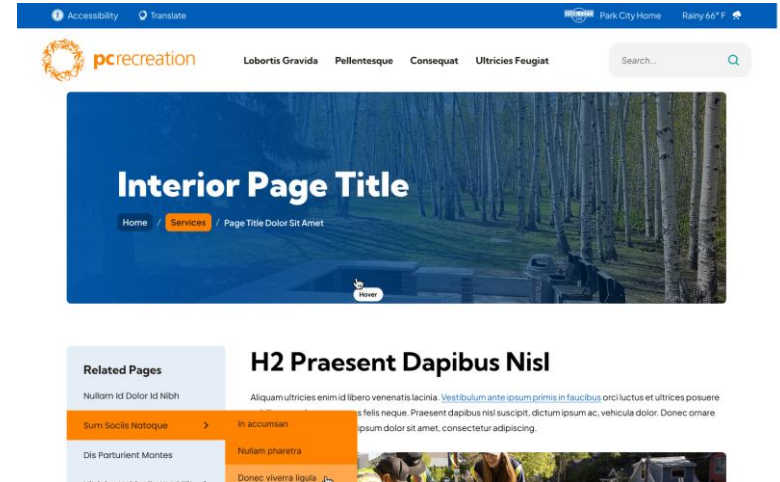 Accessibility Translate Park City Home Rainy 66° F
pcrecreation Lobortis Gravida Pellentesque Consequat Ultricies Feugiat Search...
Interior Page Title
Home / Services / Page Title Dolor Sit Amet
Hover
Related Pages
Nullam Id Dolor Id Nibh
Sum Sociis Natoque
In accumsan
Nullam pharetra
Donec viverra ligula
Dis Parturient Montes
H2 Praesent Dapibus Nisl
Aliquam ultricies enim id libero venenatis lacinia. Vestibulum ante ipsum primis in faucibus orci luctus et ultrices posuere
felis neque. Praesent dapibus nisl suscipit, dictum ipsum ac, vehicula dolor. Donec ornare
ipsum dolor sit amet, consectetur adipiscing.